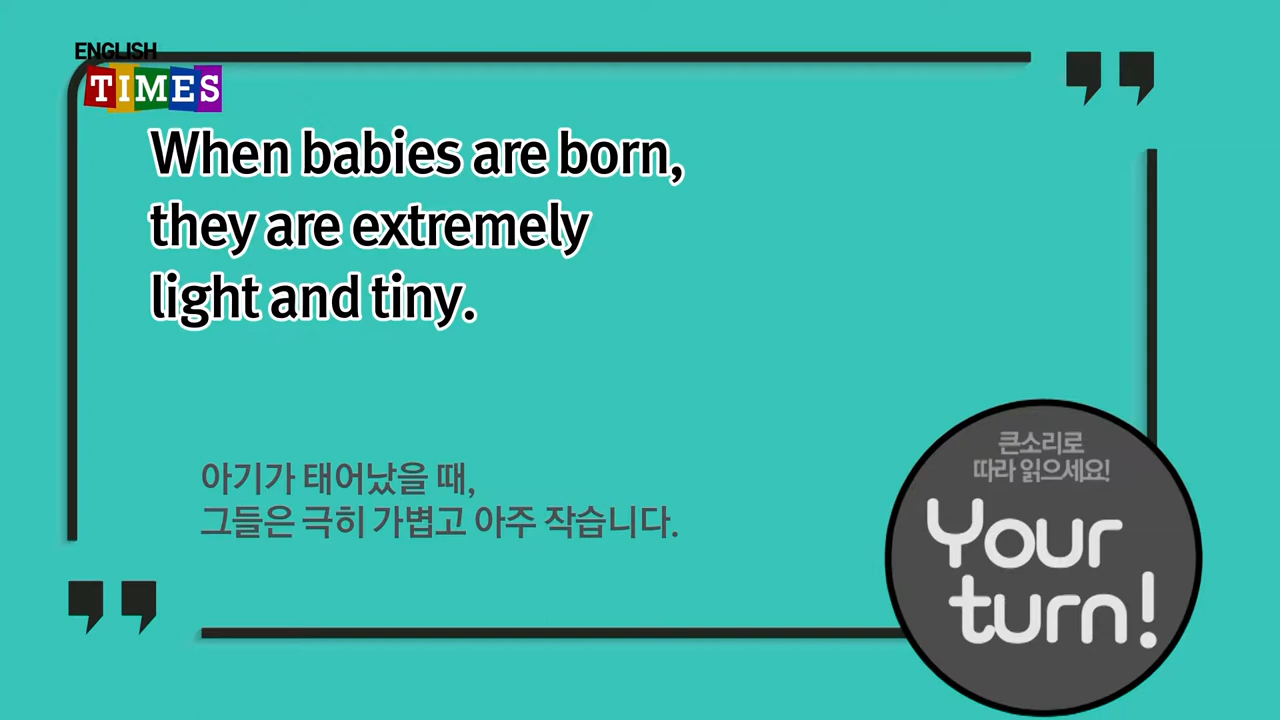 ENGLISH
TIMES
When babies are born,
they are extremely
light and tiny.
아기가 태어났을 때,
그들은 극히 가볍고 아주 작습니다.
큰소리로
따라 읽으세요!
Your
turn!